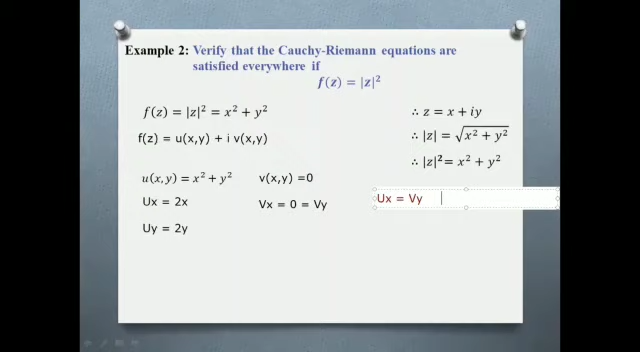 Example 2: Verify that the Cauchy-Riemann equations are
satisfied everywhere if
f(z) = |z|²
f(z) = |z|² = x² + y²
f(z) = u(x,y) + i v(x,y)
u(x,y) = x² + y²
v(x,y) =0
Ux = 2x
Vx = 0 = Vy
Uy = 2y
∴ z = x + iy
∴ |z| = √(x² + y²)
∴ |z|² = x² + y²
Ux = Vy